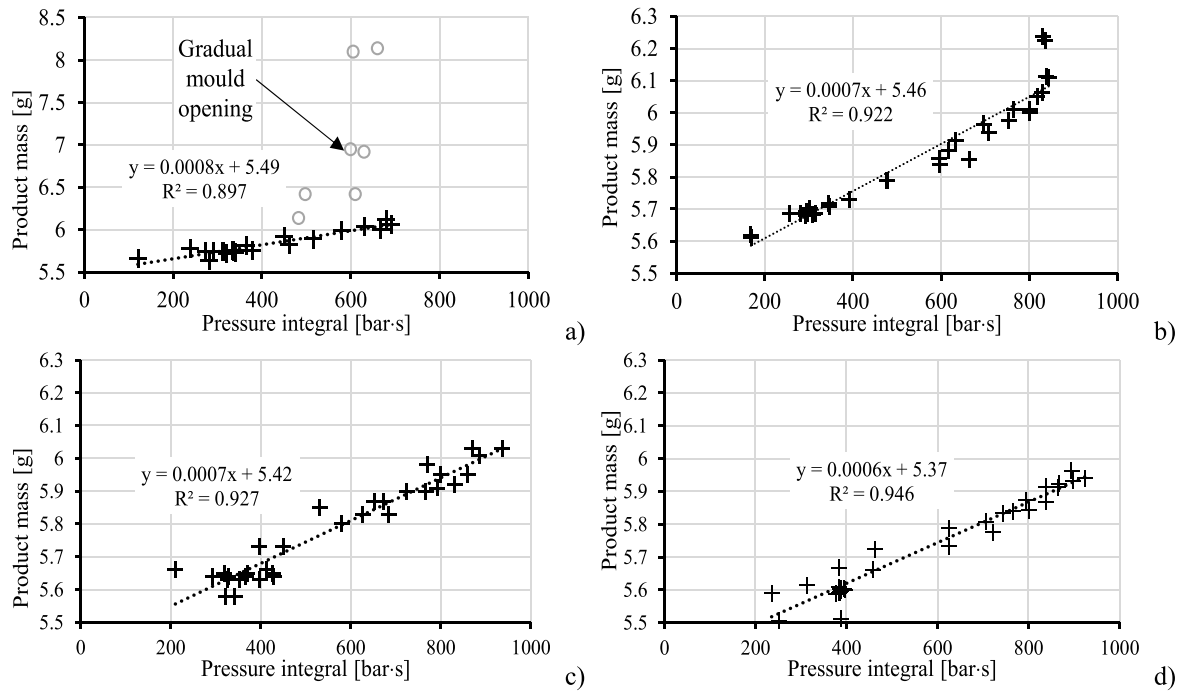 8.5
8
7.5
7
6.5
6
5.5
Product mass [g]
Gradual
mould
opening
y = 0.0008x + 5.49
R² = 0.897
0 200 400 600 800 1000
Pressure integral [bar·s]
a)
6.3
6.2
6.1
6
5.9
5.8
5.7
5.6
5.5
Product mass [g]
y = 0.0007x + 5.46
R² = 0.922
0 200 400 600 800 1000
Pressure integral [bar·s]
b)
6.3
6.2
6.1
6
5.9
5.8
5.7
5.6
5.5
Product mass [g]
y = 0.0007x + 5.42
R² = 0.927
0 200 400 600 800 1000
Pressure integral [bar·s]
c)
6.3
6.2
6.1
6
5.9
5.8
5.7
5.6
5.5
Product mass [g]
y = 0.0006x + 5.37
R² = 0.946
0 200 400 600 800 1000
Pressure integral [bar·s]
d)